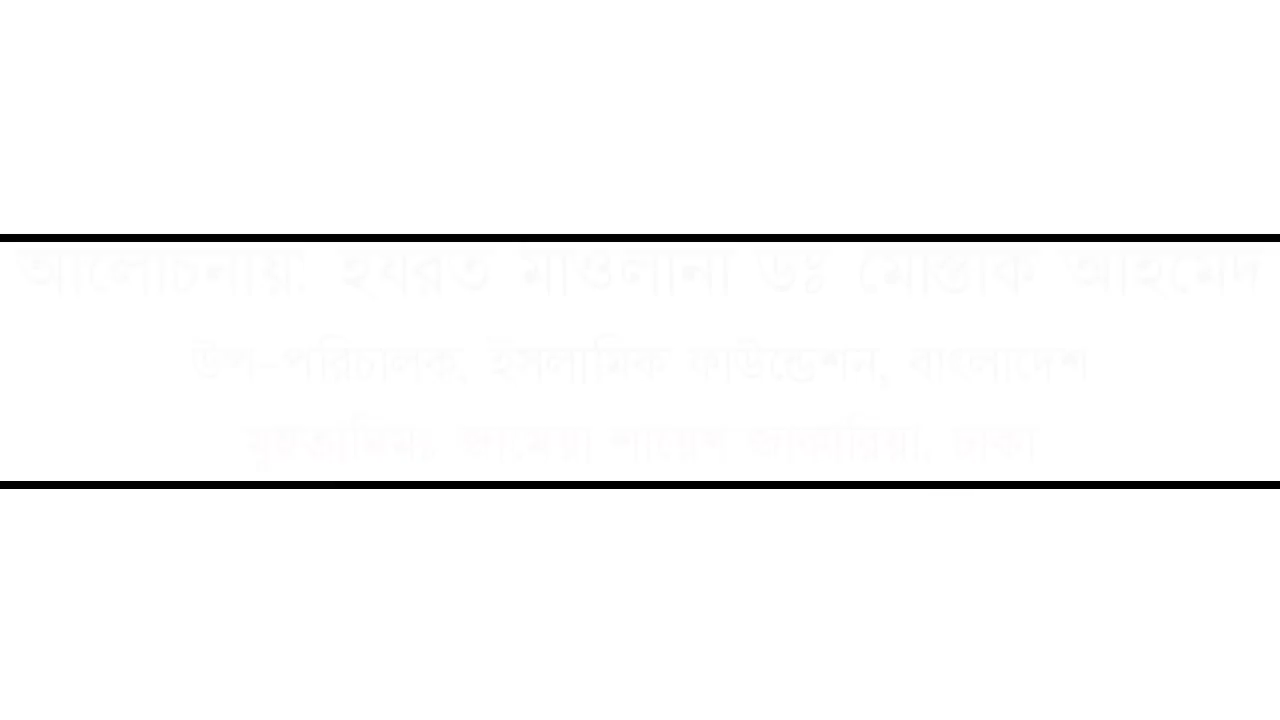 আলোচনায়: হযরত মাওলানা ডঃ মোস্তাক আহমেদ
উপ-পরিচালক, ইসলামিক ফাউন্ডেশন, বাংলাদেশ
শায়েখ জাকারিয়া, ঢাকা